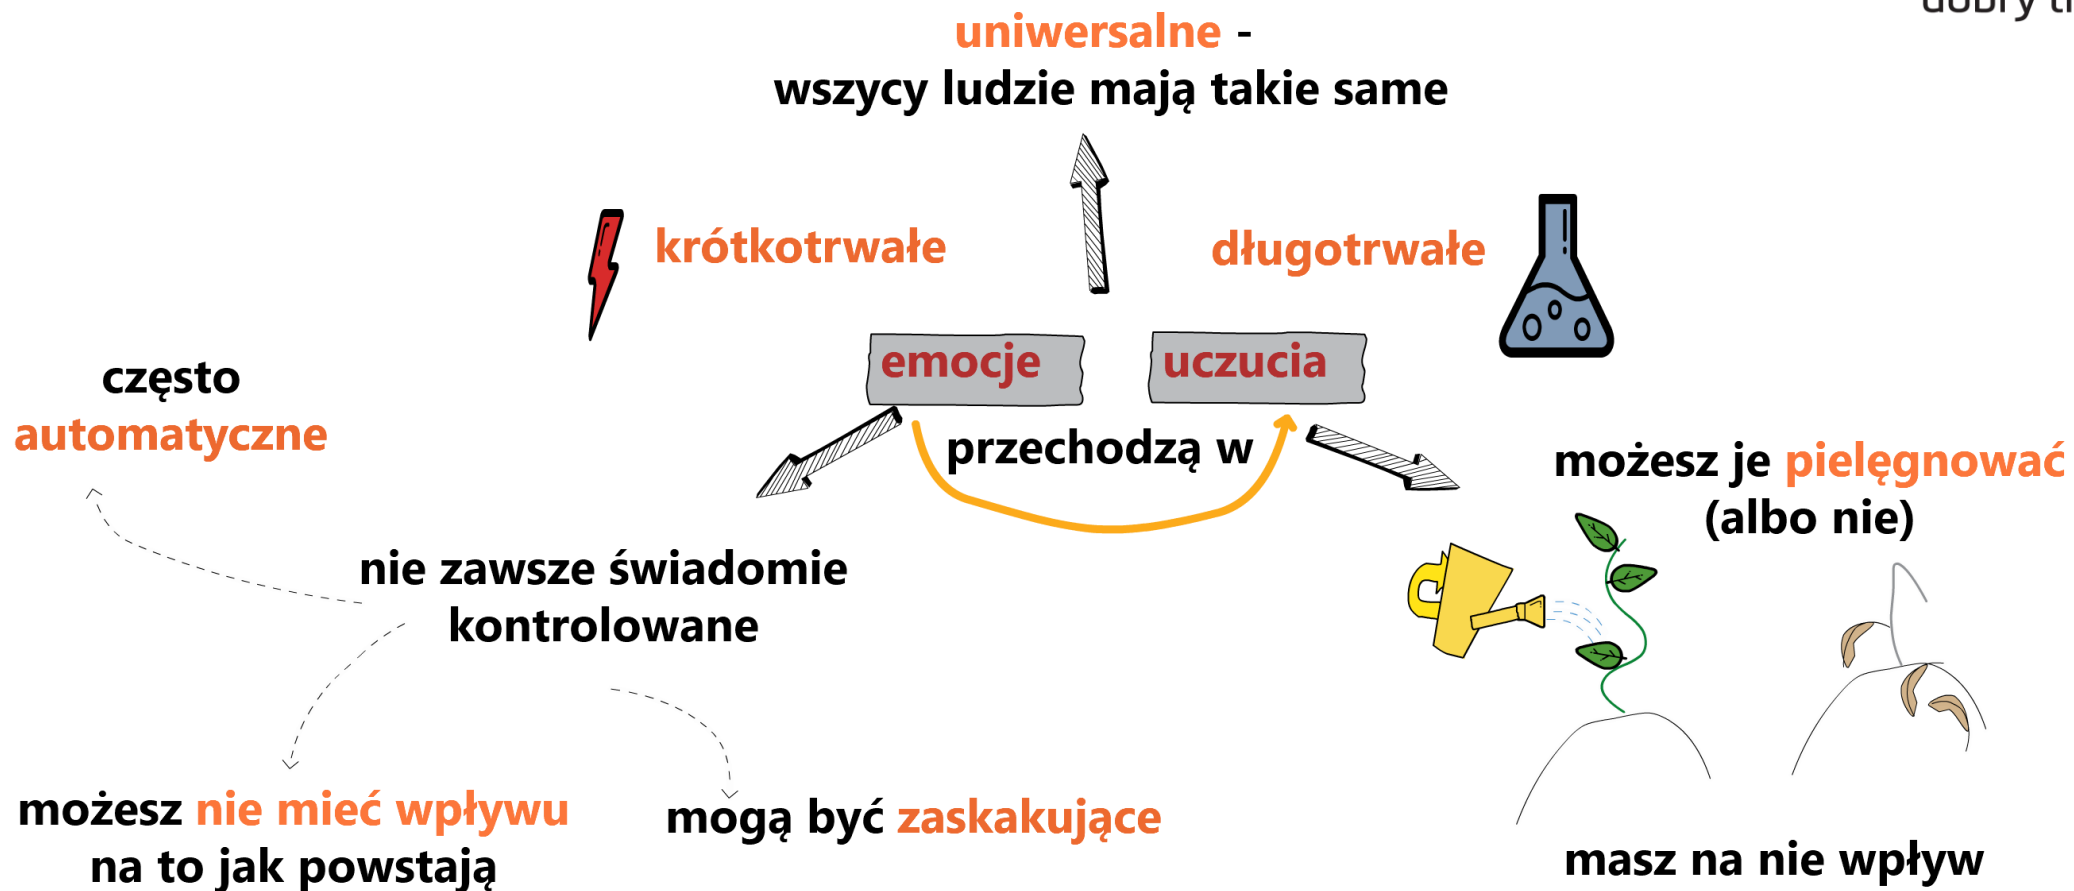 uniwersalne -
wszycy ludzie mają takie same
krótkotrwałe
długotrwałe
emocje
uczucia
przechodzą w
często
automatyczne
możesz je pielęgnować
(albo nie)
nie zawsze świadomie
kontrolowane
możesz nie mieć wpływu
na to jak powstają
mogą być zaskakujące
masz na nie wpływ